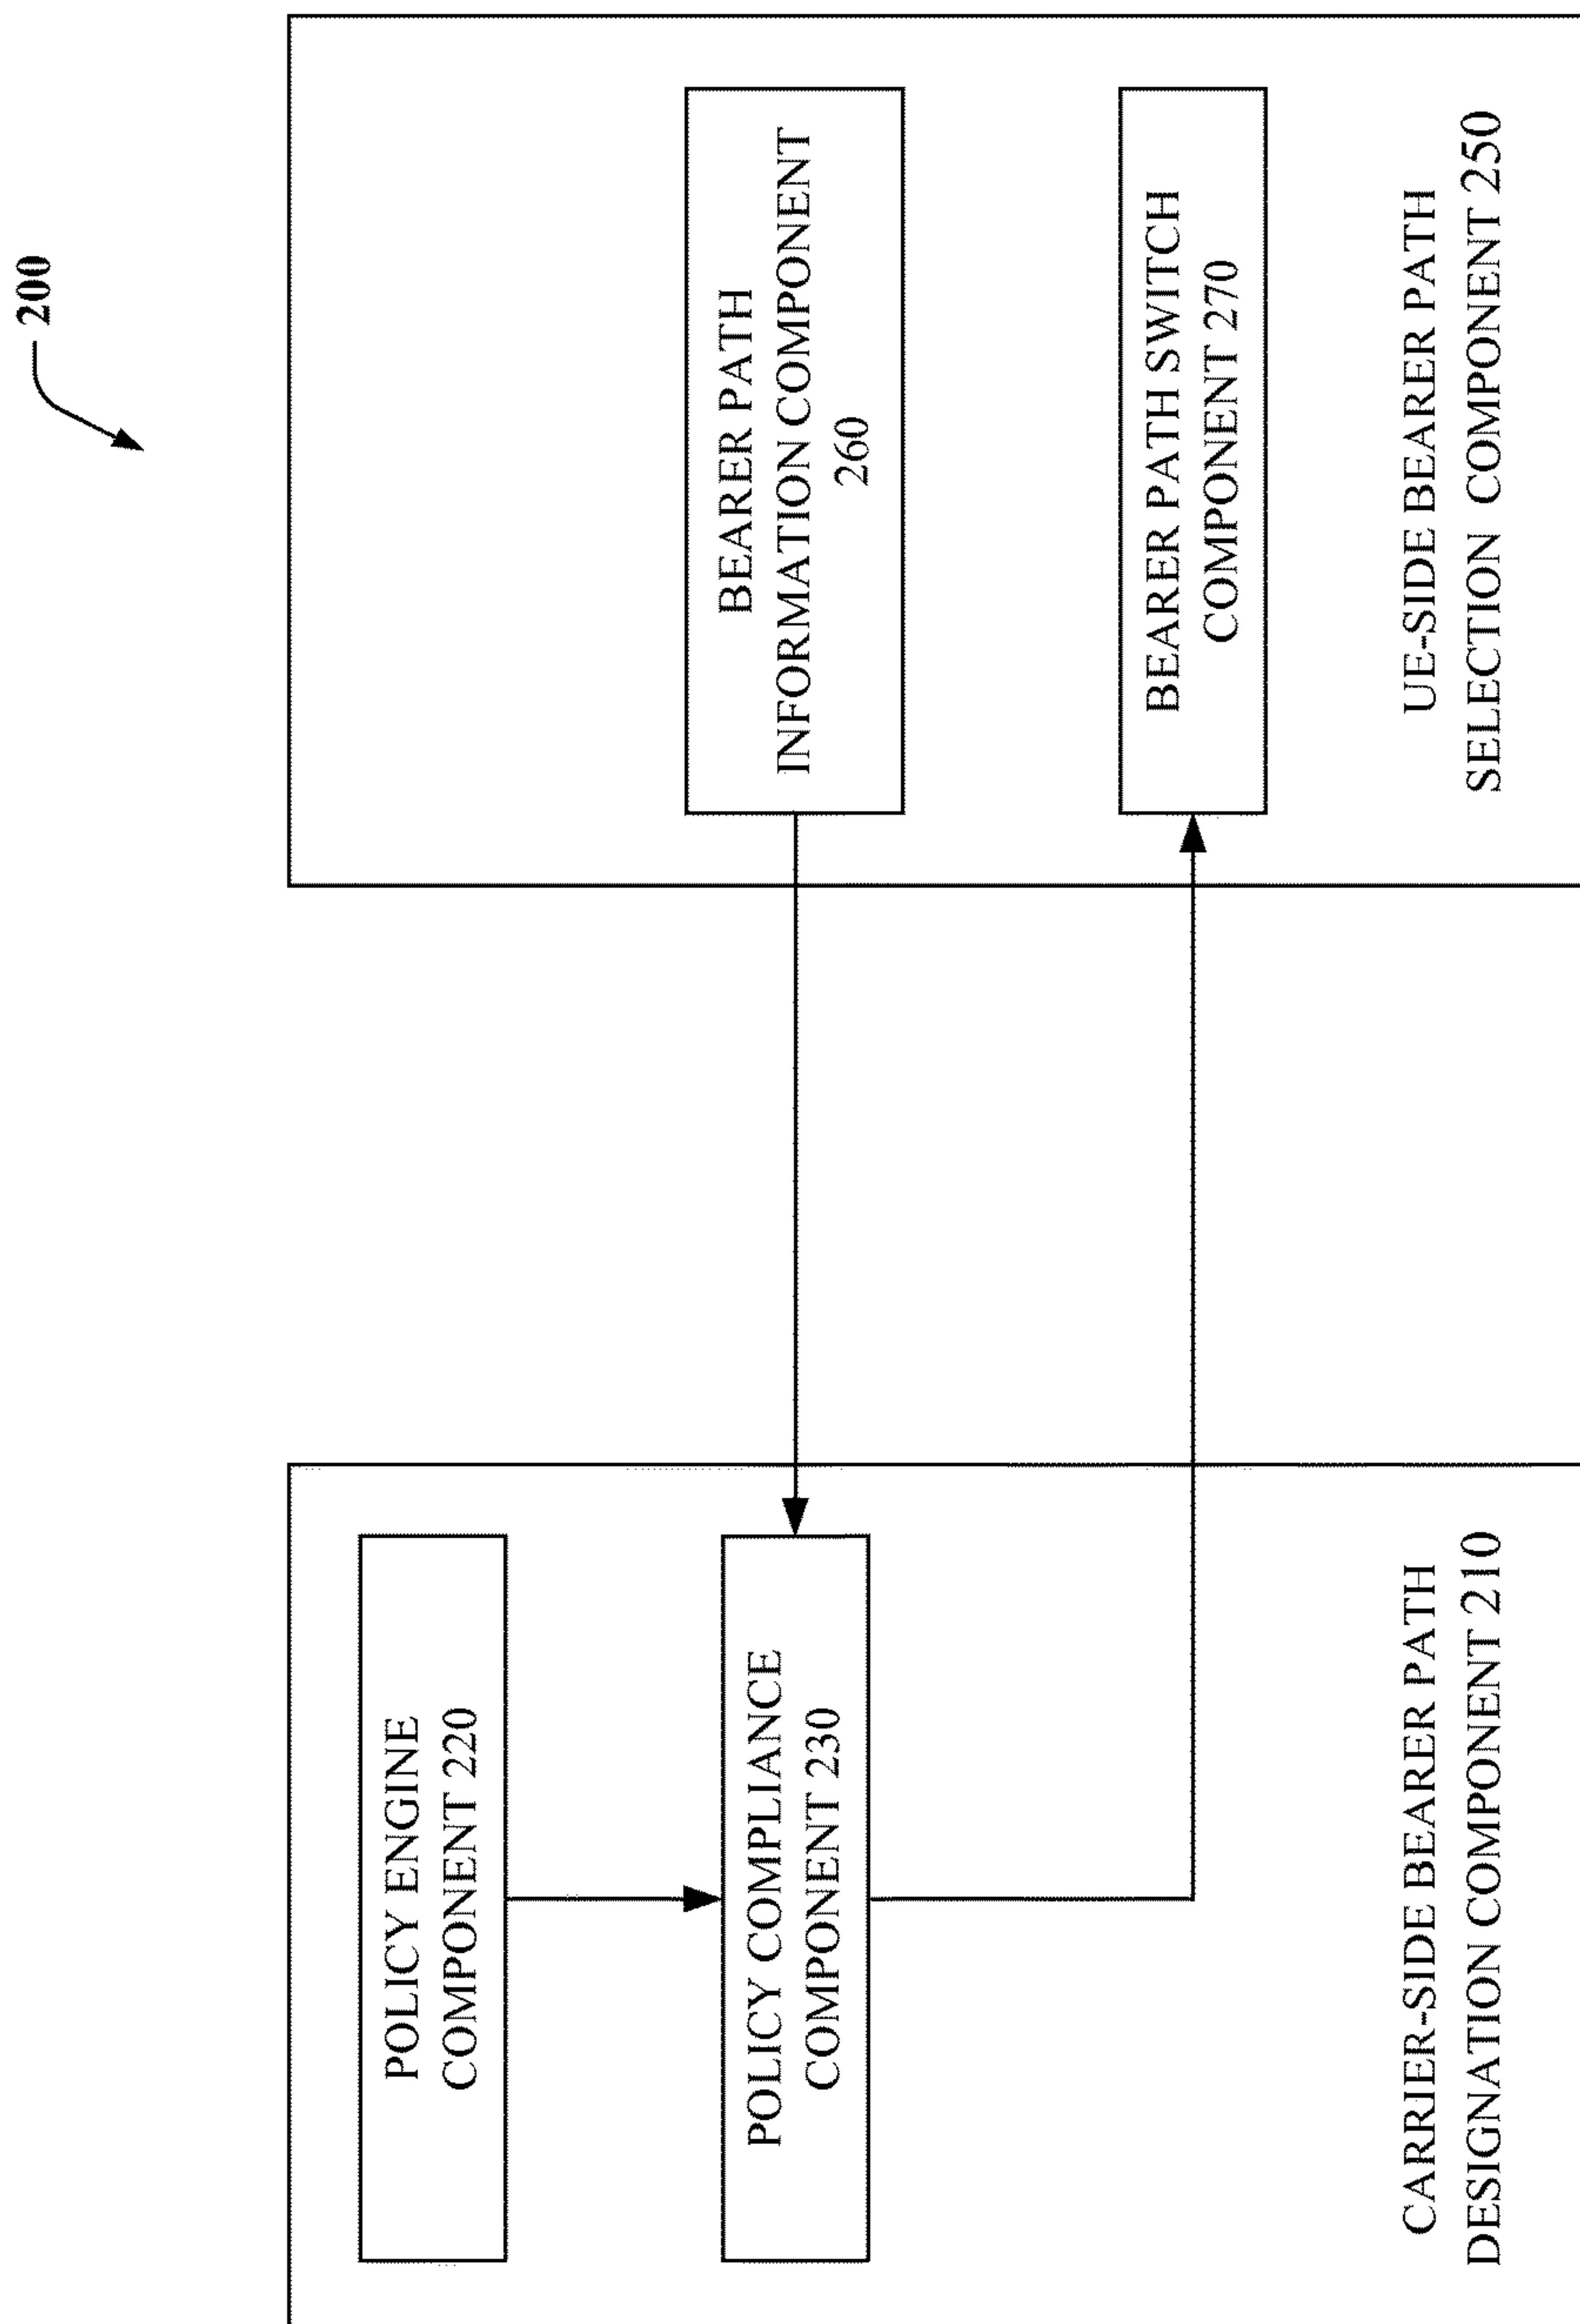 200
POLICY ENGINE
COMPONENT 220
POLICY COMPLIANCE
COMPONENT 230
CARRIER-SIDE BEARER PATH
DESIGNATION COMPONENT 210
BEARER PATH
INFORMATION COMPONENT
260
BEARER PATH SWITCH
COMPONENT 270
UE-SIDE BEARER PATH
SELECTION COMPONENT 250